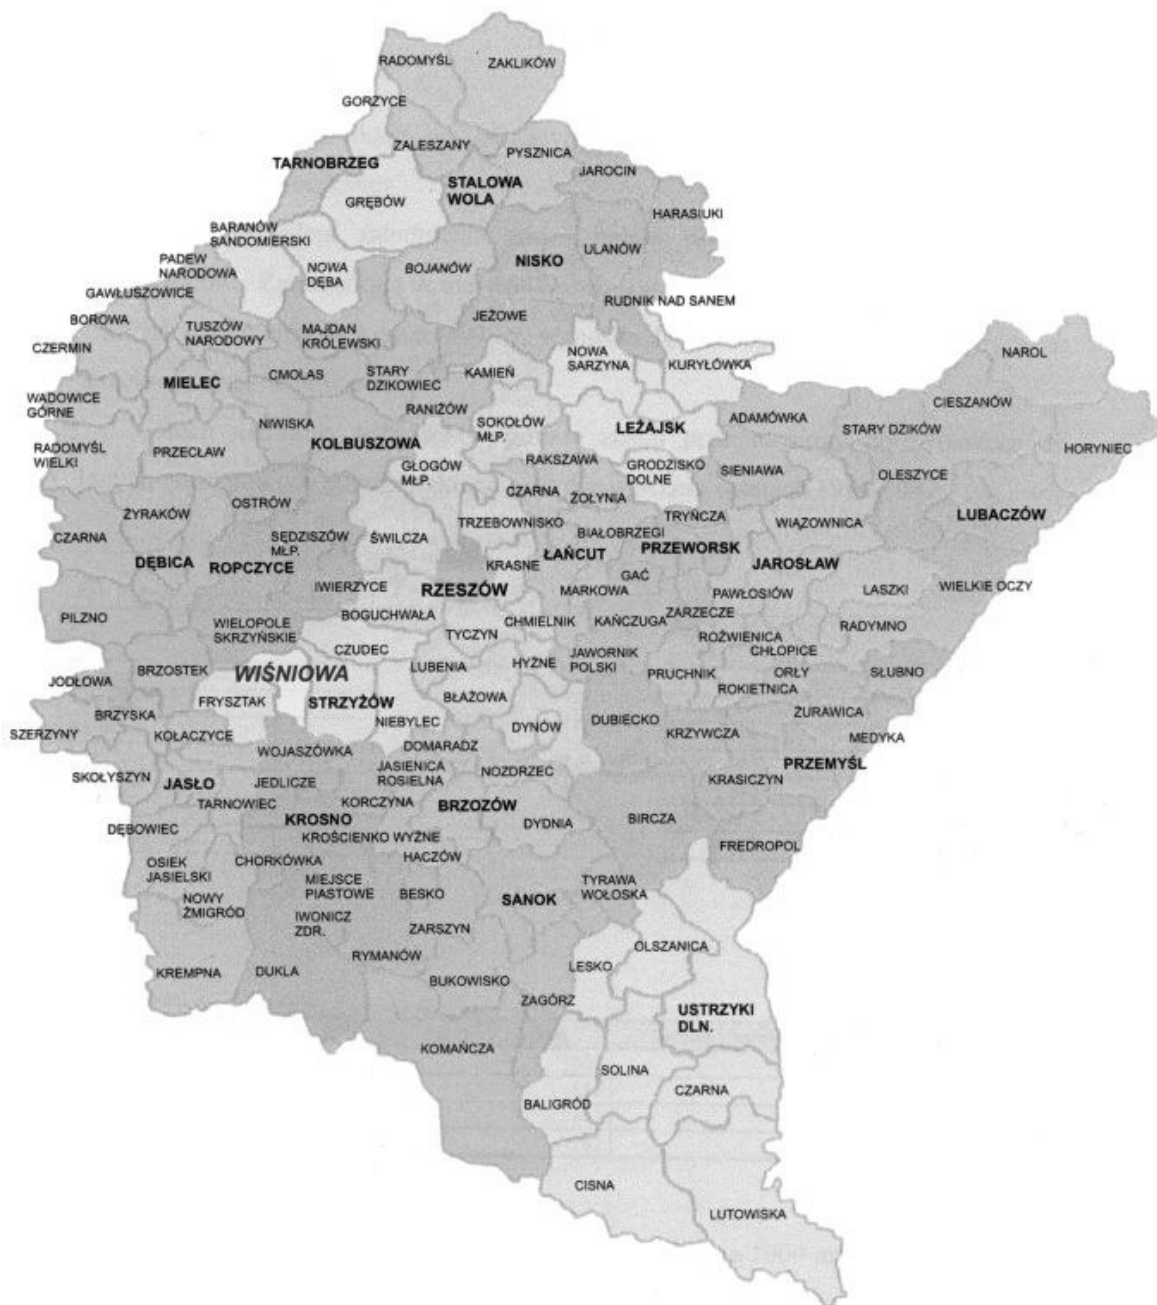 RADOMYŚL
ZAKLIKÓW
GORZYCE
ZALESZANY
PYSZNICA
TARNOBRZEG
JAROCIN
STALOWA
WOLA
GRĘBÓW
HARASIUKI
BARANÓW
SANDOMIERSKI
ULANÓW
PADEW
NARODOWA
NOWA
DĘBA
BOJANÓW
NISKO
GAWŁUSZOWICE
RUDNIK NAD SANEM
BOROWA
TUSZÓW
NARODOWY
MAJDAN
KRÓLEWSKI
JEŻOWE
CZERMIN
NOWA
SARZYNA
KURYŁÓWKA
NAROL
MIELEC
CMOLAS
STARY
DZIKOWIEC
KAMIEŃ
WADOWICE
GÓRNE
CIESZANÓW
RANIŻÓW
SOKOŁÓW
MŁP.
LEŻAJSK
ADAMÓWKA
STARY DZIKÓW
NIWISKA
KOLBUSZOWA
RADOMYŚL
WIELKI
PRZECŁAW
HORYNIEC
GŁOGÓW
MŁP.
RAKSZAWA
GRODZISKO
DOLNE
SIENIAWA
OLESZYCE
OSTRÓW
CZARNA
ŻOŁYNIA
ŻYRAKÓW
TRZEBOWNISKO
TRYŃCZA
WIĄZOWNICA
LUBACZÓW
CZARNA
SĘDZISZÓW
MŁP.
ŚWILCZA
BIAŁOBRZEGI
DĘBICA
ROPCZYCE
KRASNE
ŁAŃCUT
PRZEWORSK
JAROSŁAW
IWIERZYCE
RZESZÓW
MARKOWA
GAĆ
PAWŁOSIÓW
LASZKI
WIELKIE OCZY
PILZNO
WIELOPOLE
SKRZYŃSKIE
BOGUCHWAŁA
TYCZYN
CHMIELNIK
KAŃCZUGA
ZARZECZE
RADYMNO
ROŹWIENICA
CHŁOPICE
CZUDEC
JODŁOWA
BRZOSTEK
WIŚNIOWA
LUBENIA
HYŻNE
JAWORNIK
POLSKI
PRUCHNIK
ORŁY
SŁUBNO
ROKIETNICA
FRYSZTAK
STRZYŻÓW
BŁAŻOWA
BRZYSKA
NIEBYLEC
DYNÓW
DUBIECKO
ŻURAWICA
SZERZYNY
KOŁACZYCE
KRZYWCZA
MEDYKA
WOJASZÓWKA
DOMARADZ
SKOŁYSZYN
JASŁO
JEDLICZE
JASIENICA
ROSIELNA
NOZDRZEC
KRASICZYN
PRZEMYŚL
TARNOWIEC
KORCZYNA
BRZOZÓW
DĘBOWIEC
KROSNO
DYDNIA
BIRCZA
KROŚCIENKO WYŻNE
FREDROPOL
OSIEK
JASIELSKI
CHORKÓWKA
HACZÓW
MIEJSCE
PIASTOWE
BESKO
SANOK
TYRAWA
WOŁOSKA
NOWY
ŻMIGRÓD
IWONICZ
ZDR.
ZARSZYN
OLSZANICA
RYMANÓW
KREMPNA
DUKLA
BUKOWISKO
LESKO
ZAGÓRZ
USTRZYKI
DLN.
KOMAŃCZA
SOLINA
CZARNA
BALIGRÓD
CISNA
LUTOWISKA